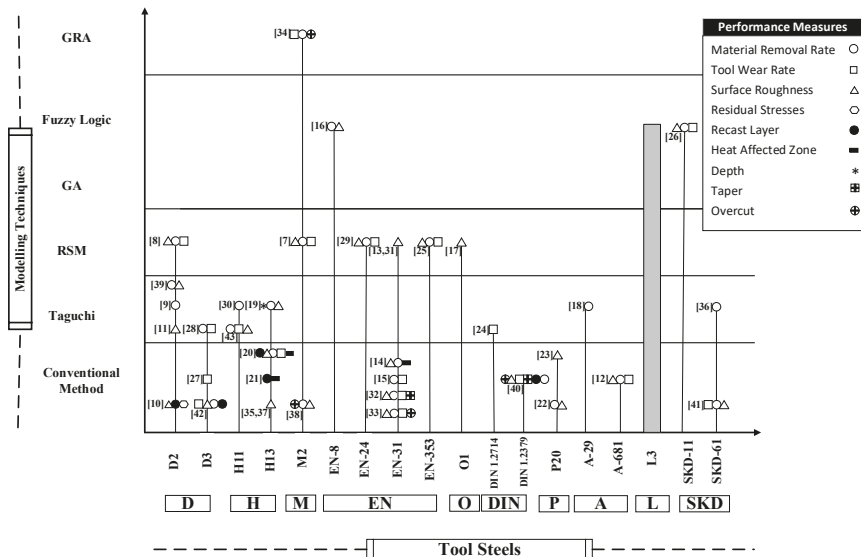 GRA
Fuzzy Logic
GA
RSM
Taguchi
Conventional
Method
Modelling Techniques
[34]
[16]
[26]
[8]
[7]
[29]
[13,31]
[25]
[17]
[39]
[9]
[30]
[19]
[18]
[36]
[11]
[28]
[43]
[24]
[20]
[14]
[23]
[27]
[21]
[15]
[40]
[12]
[10]
[42]
[35,37]
[38]
[32]
[33]
[22]
[41]
Performance Measures
Material Removal Rate
Tool Wear Rate
Surface Roughness
Residual Stresses
Recast Layer
Heat Affected Zone
Depth *
Taper
Overcut
D2
D3
H11
H13
M2
EN-8
EN-24
EN-31
EN-353
O1
DIN 1.2714
DIN 1.2379
P20
A-29
A-681
L3
SKD-11
SKD-61
D
H
M
EN
O
DIN
P
A
L
SKD
Tool Steels